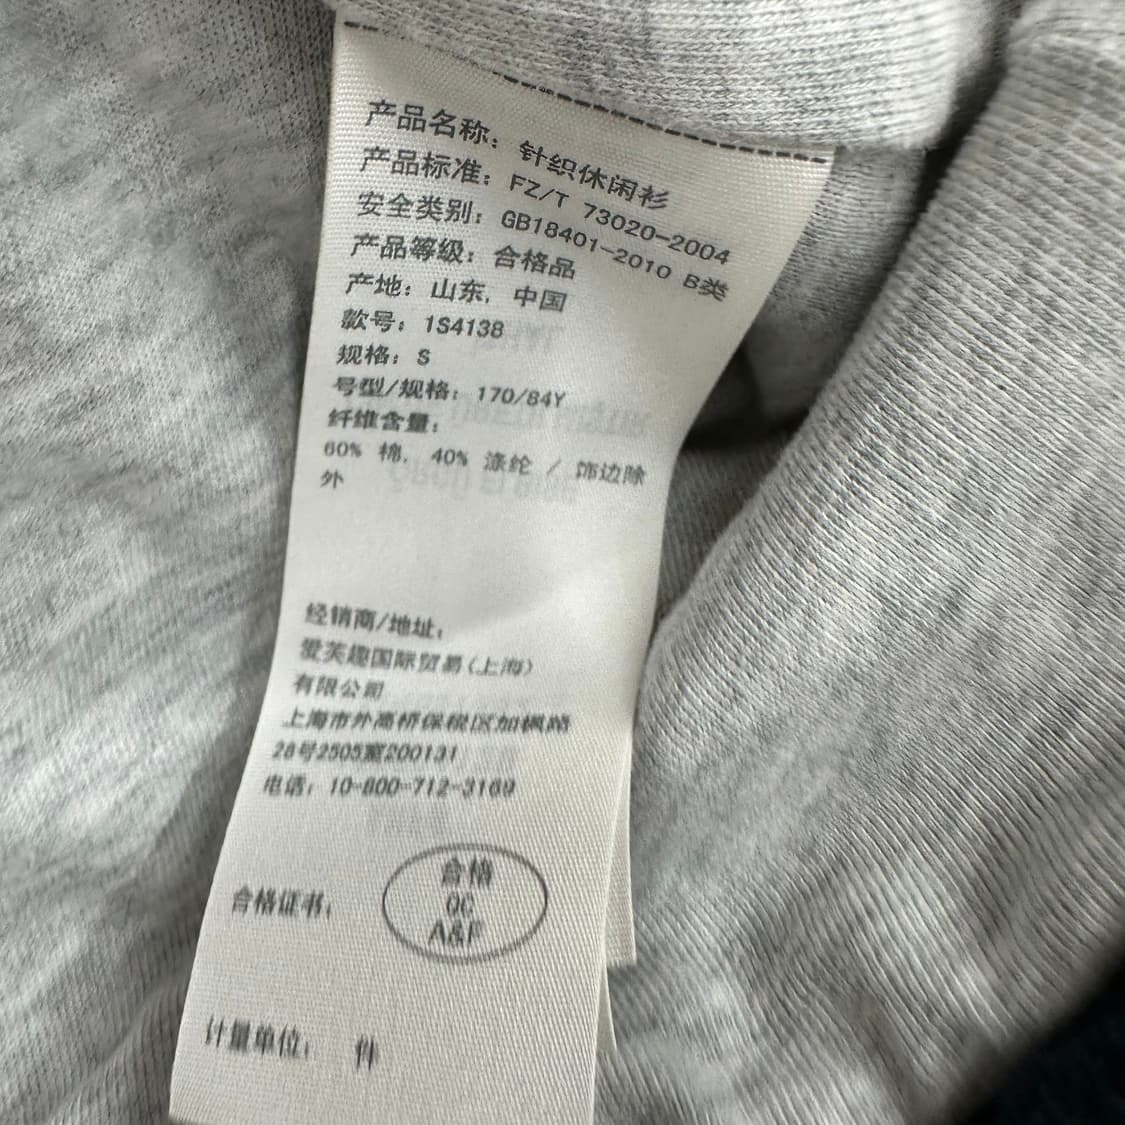 产品名称：针织休闲衫
产品标准：FZ/T 73020-2004
安全类别：GB18401-2010 B类
产品等级：合格品
产地：山东，中国
款号：1S4138
规格：S
号型/规格：170/84Y
纤维含量：
60% 棉，40% 涤纶 / 饰边除
外
经销商/地址：
爱芙趣国际贸易(上海)
有限公司
上海市外高桥保税区加枫路
28号2505室200131
电话：10-800-712-3169
合格证书：
合格
QC
A&F
计量单位： 件